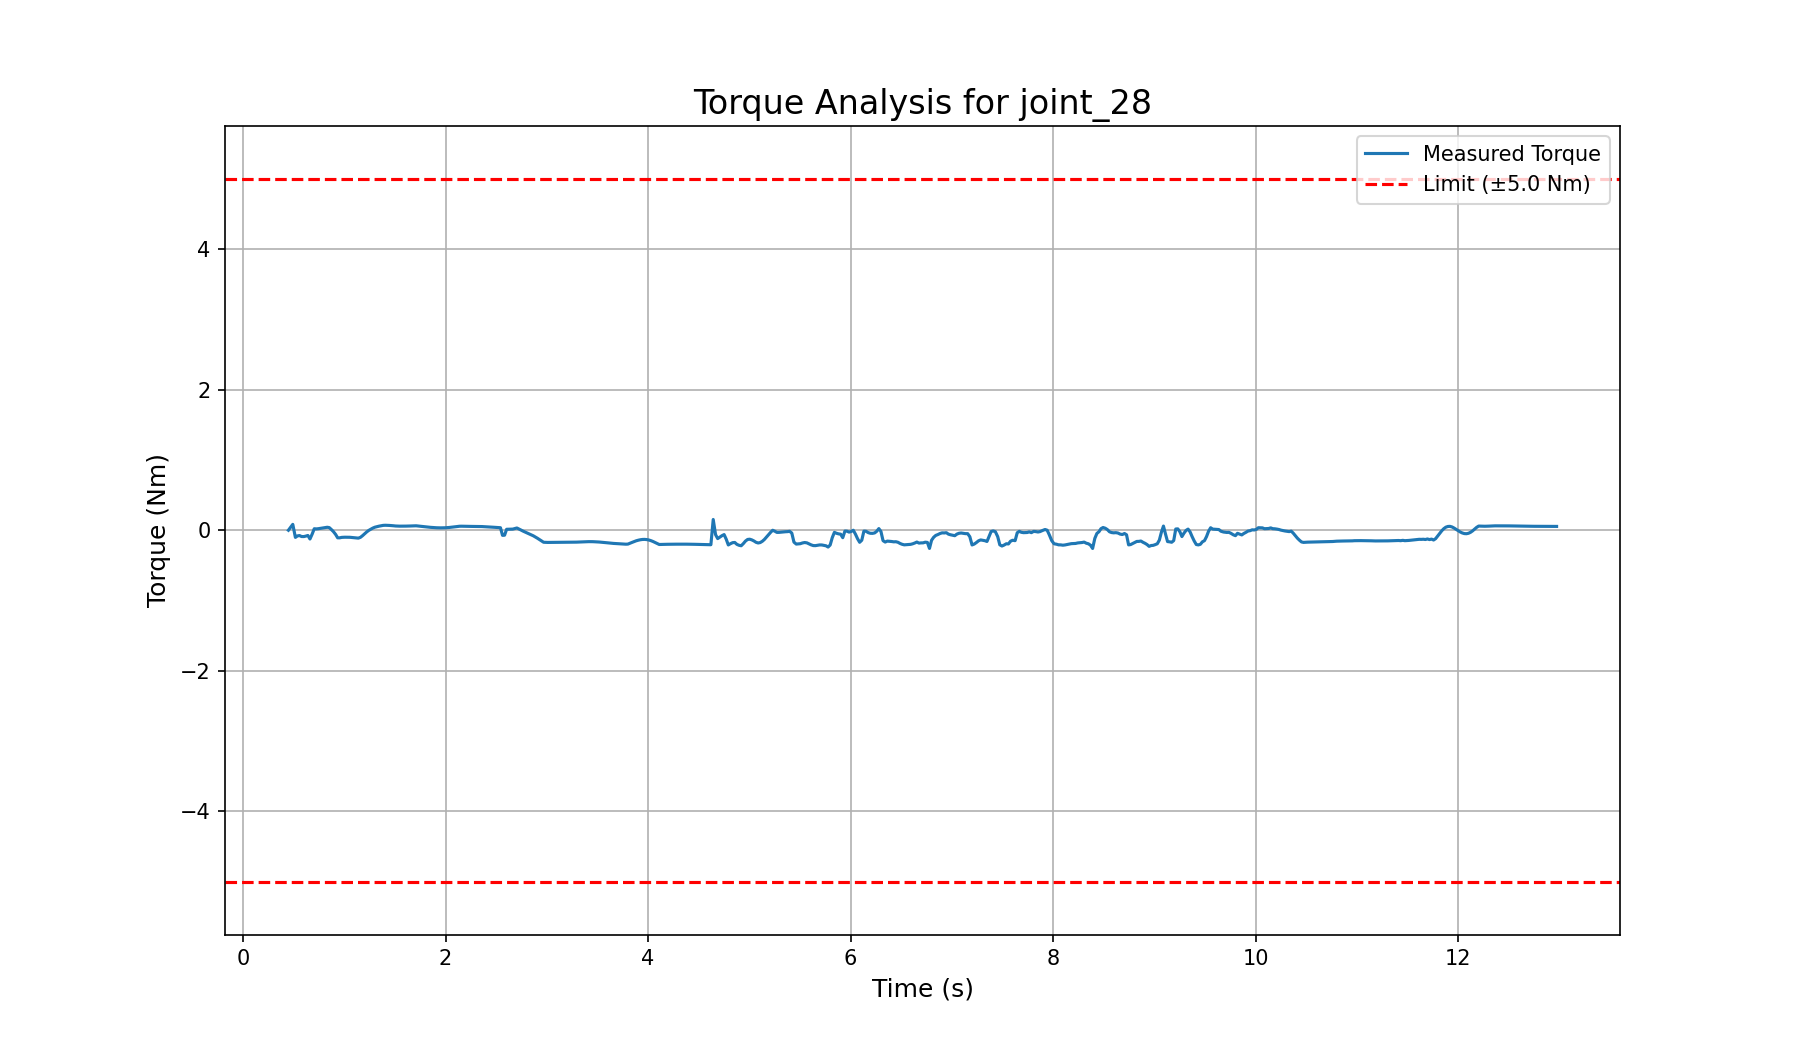 Torque Analysis for joint_28
Measured Torque
Limit (±5.0 Nm)
4
2
0
−2
−4
Torque (Nm)
0 2 4 6 8 10 12
Time (s)